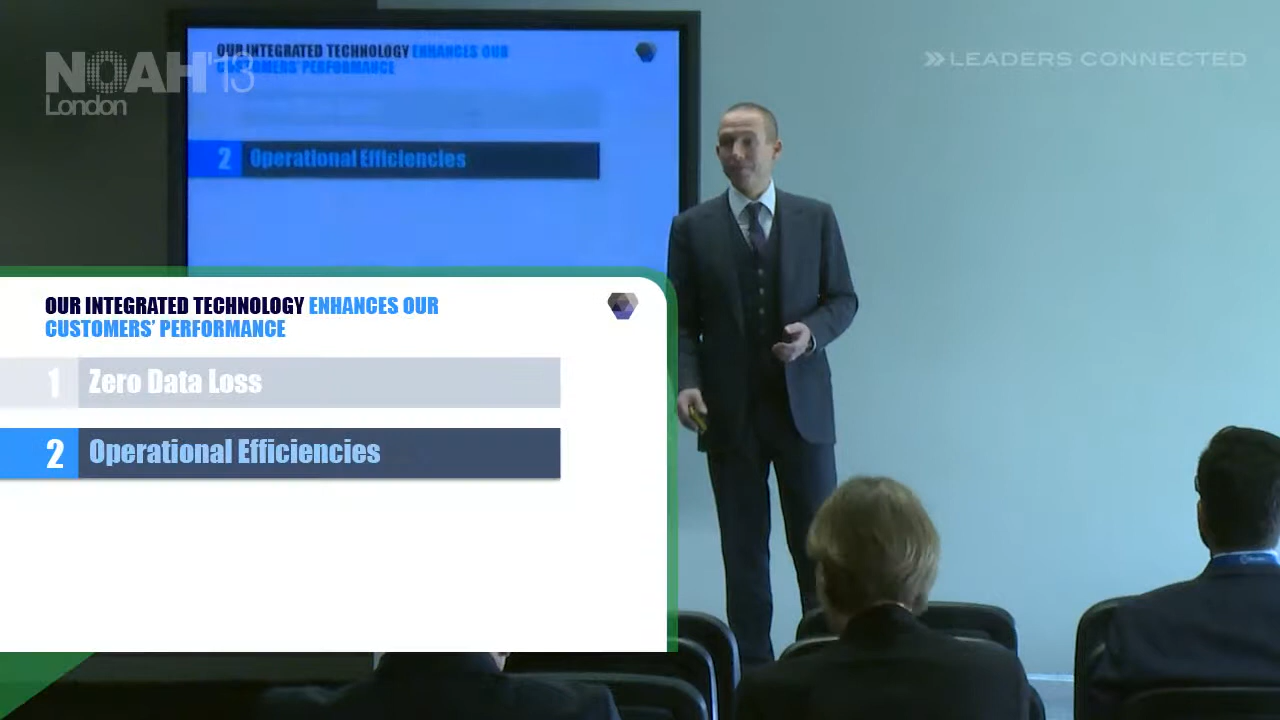 NOAH'13
London
LEADERS CONNECTED
OUR INTEGRATED TECHNOLOGY ENHANCES OUR
CUSTOMERS' PERFORMANCE
2 Operational Efficiencies
OUR INTEGRATED TECHNOLOGY ENHANCES OUR
CUSTOMERS’ PERFORMANCE
1 Zero Data Loss
2 Operational Efficiencies